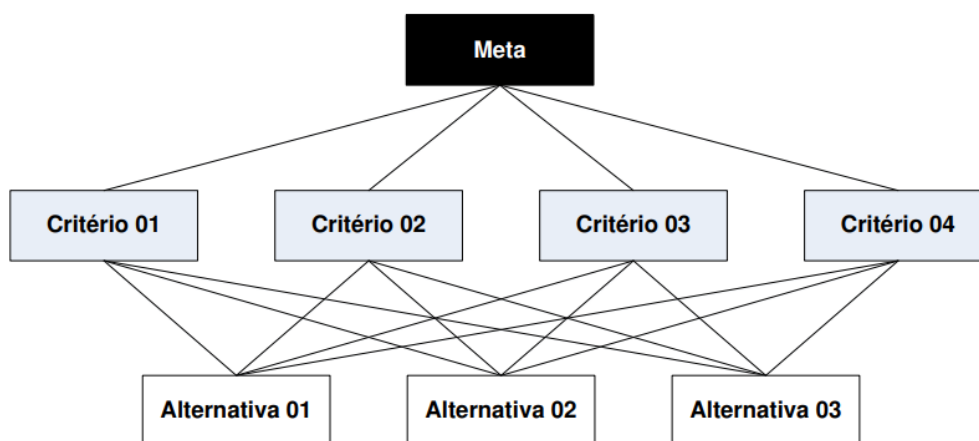 Meta
Critério 01
Critério 02
Critério 03
Critério 04
Alternativa 01
Alternativa 02
Alternativa 03